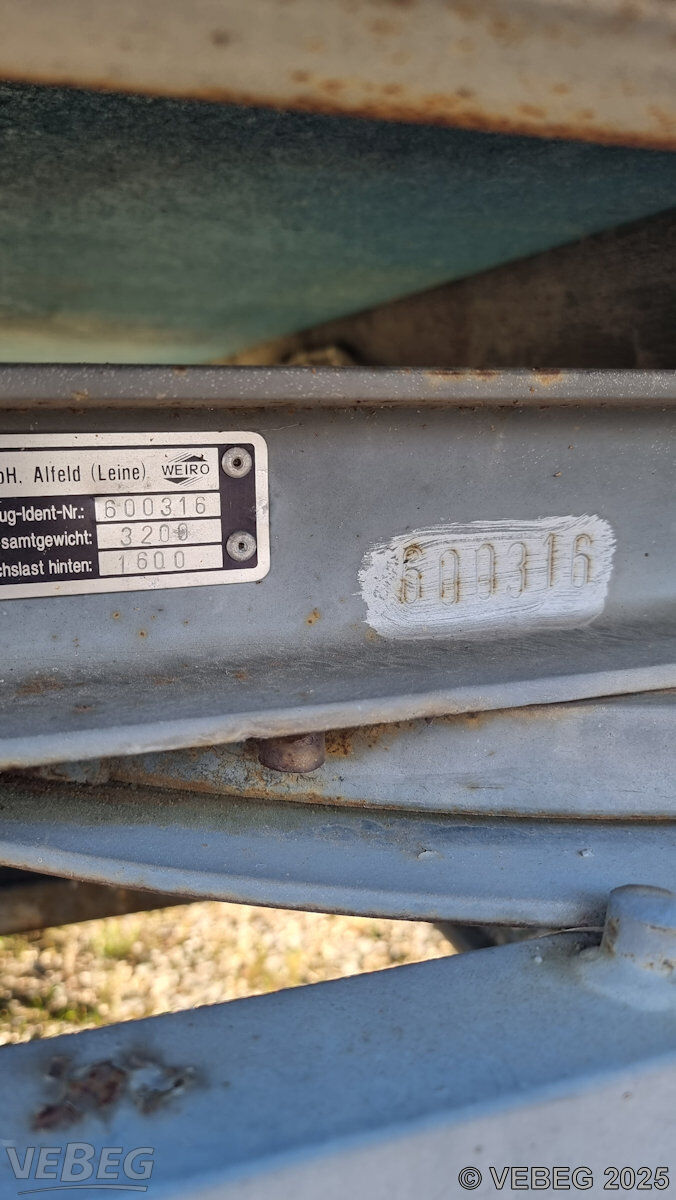 bH. Alfeld (Leine) WEIRO
ug-Ident-Nr.: 600316
samtgewicht: 3200
chslast hinten: 1600
600316
VEBEG
© VEBEG 2025